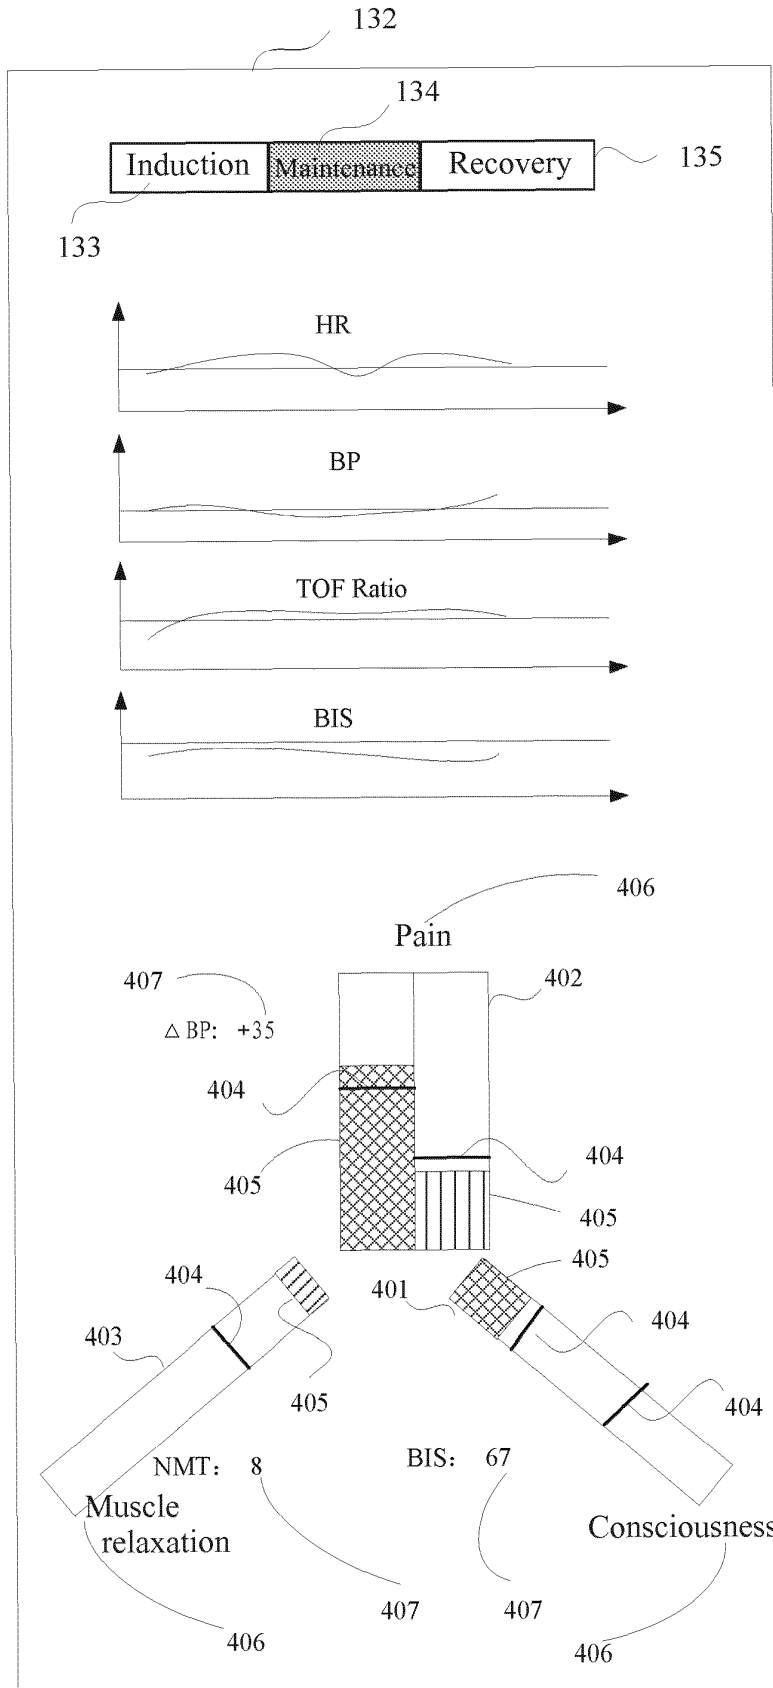 132
134
Induction
Maintenance
Recovery
135
133
HR
BP
TOF Ratio
BIS
406
Pain
407
402
△ BP: +35
404
404
405
405
405
404
401
404
403
405
404
NMT: 8
BIS: 67
Muscle
relaxation
Consciousness
407
407
406
406